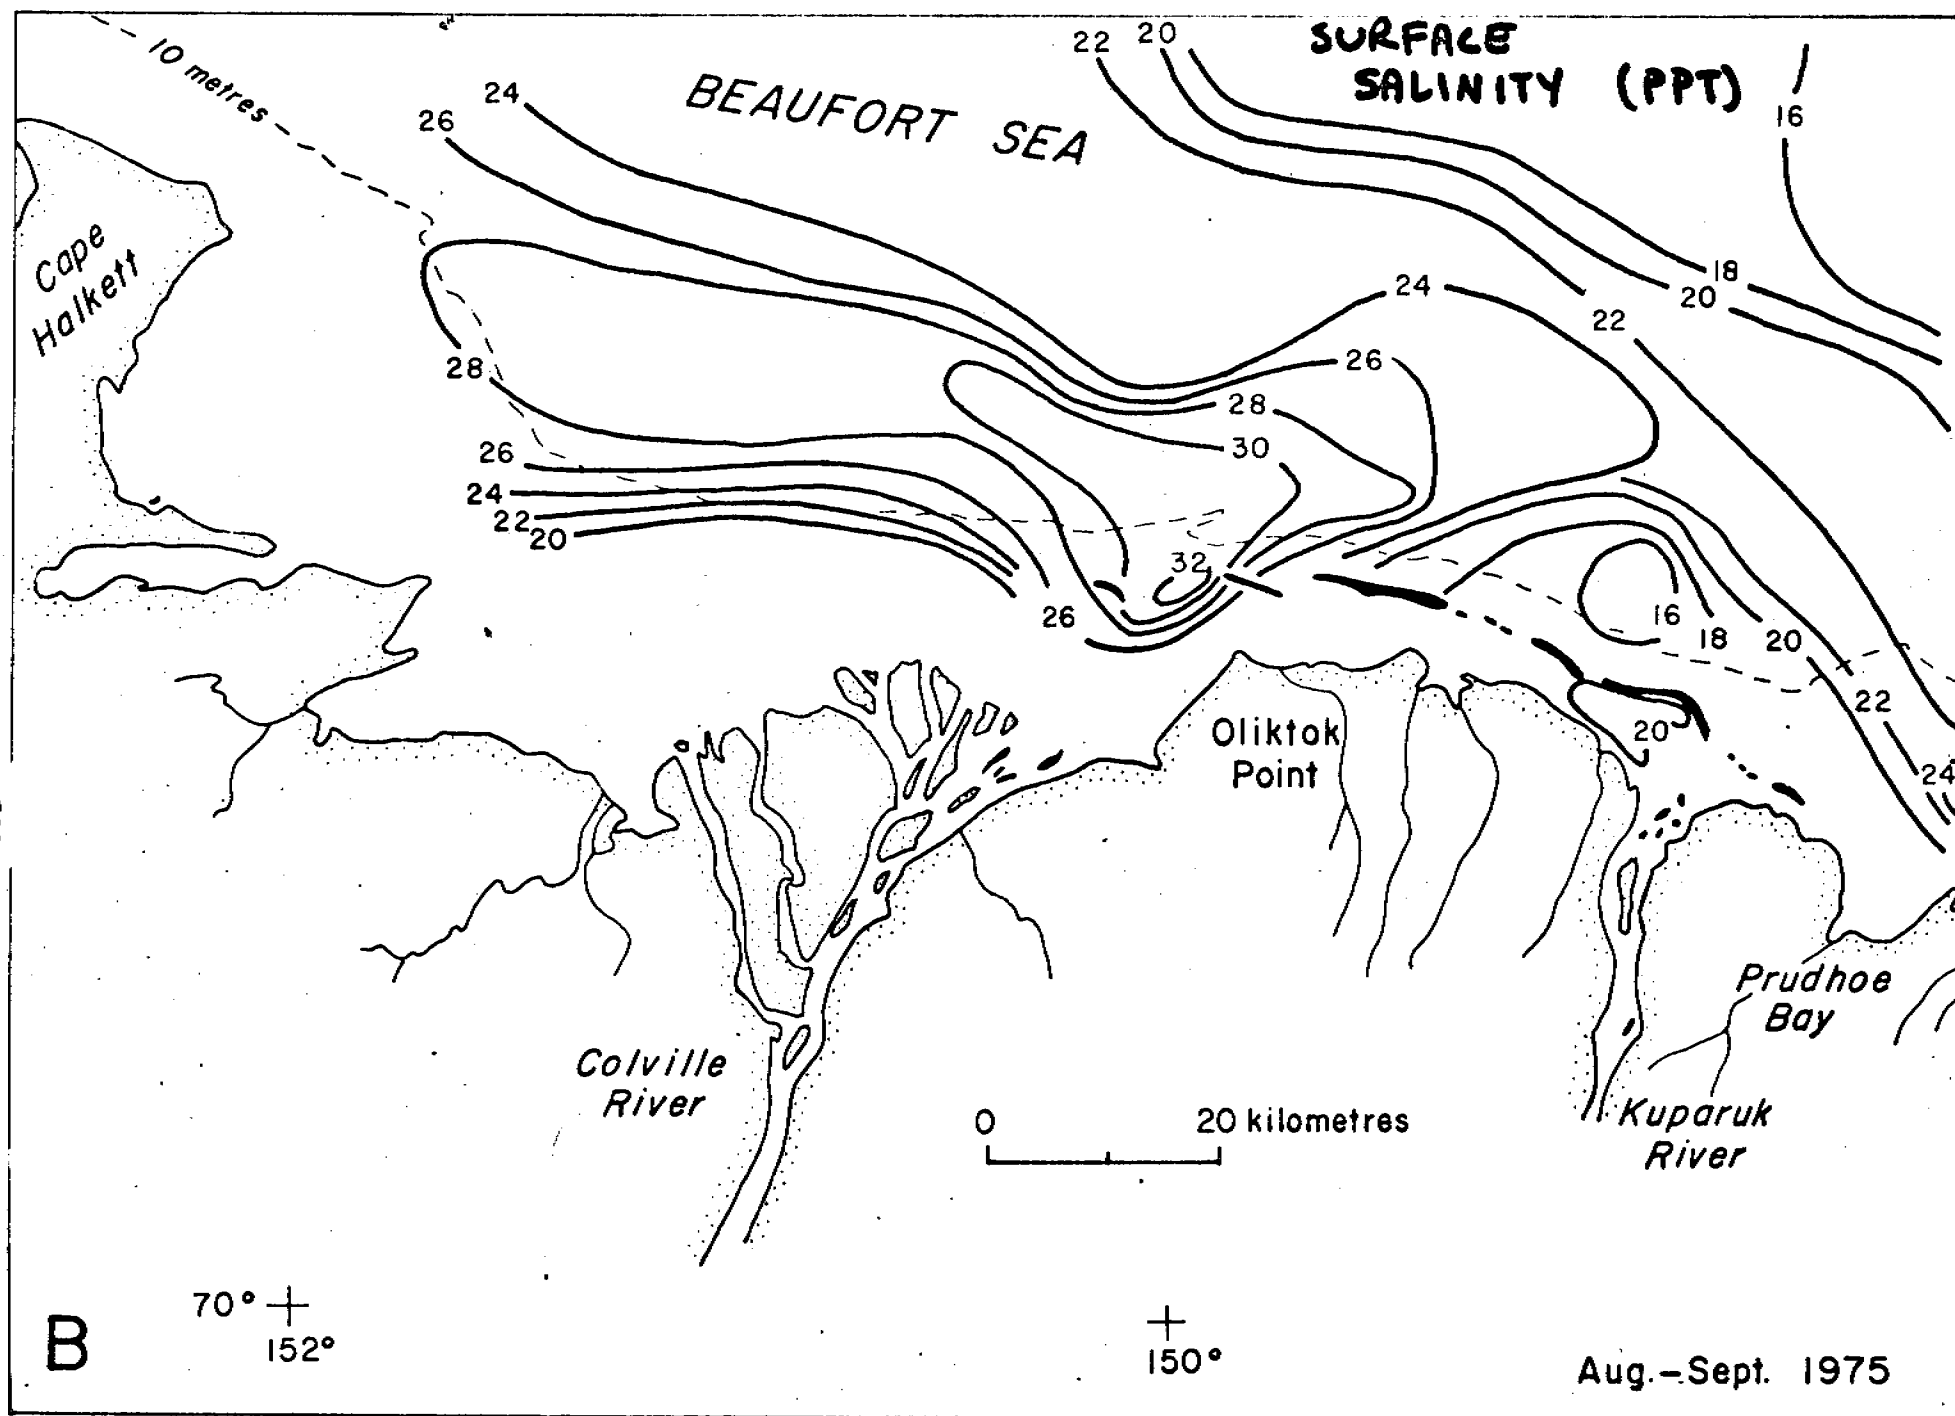 SURFACE
SALINITY (PPT)
22 20
16
10 metres
24
BEAUFORT SEA
26
Cape
Halkett
18
20
24
22
28
26
28
30
26
24
22
20
32
26
16
18
20
22
20
24
Oliktok
Point
Prudhoe
Bay
Colville
River
0 20 kilometres
Kuparuk
River
70°
152°
150°
B
Aug.-Sept. 1975